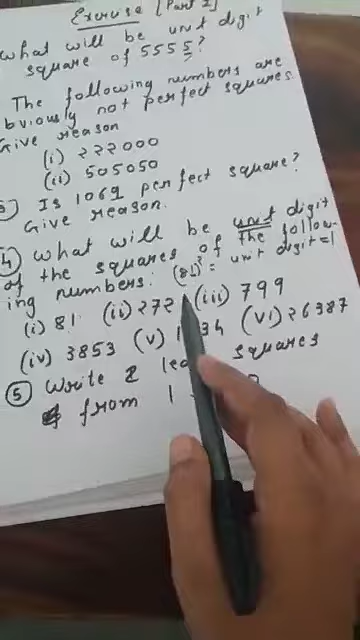 Exercise [Part 2]
What will be unit digit
square of 5555?
The following numbers are
bviously not perfect squares.
Give reason
(i) 222000
(ii) 505050
Is 1069 perfect square?
Give reason.
④ What will be unit digit
of the squares of the follow-
ing numbers. (81)² = unit digit=1
(i) 81 (ii) 272 (iii) 799
(iv) 3853 (v) 34 (vi) 26387
⑤ Write squares
from 1